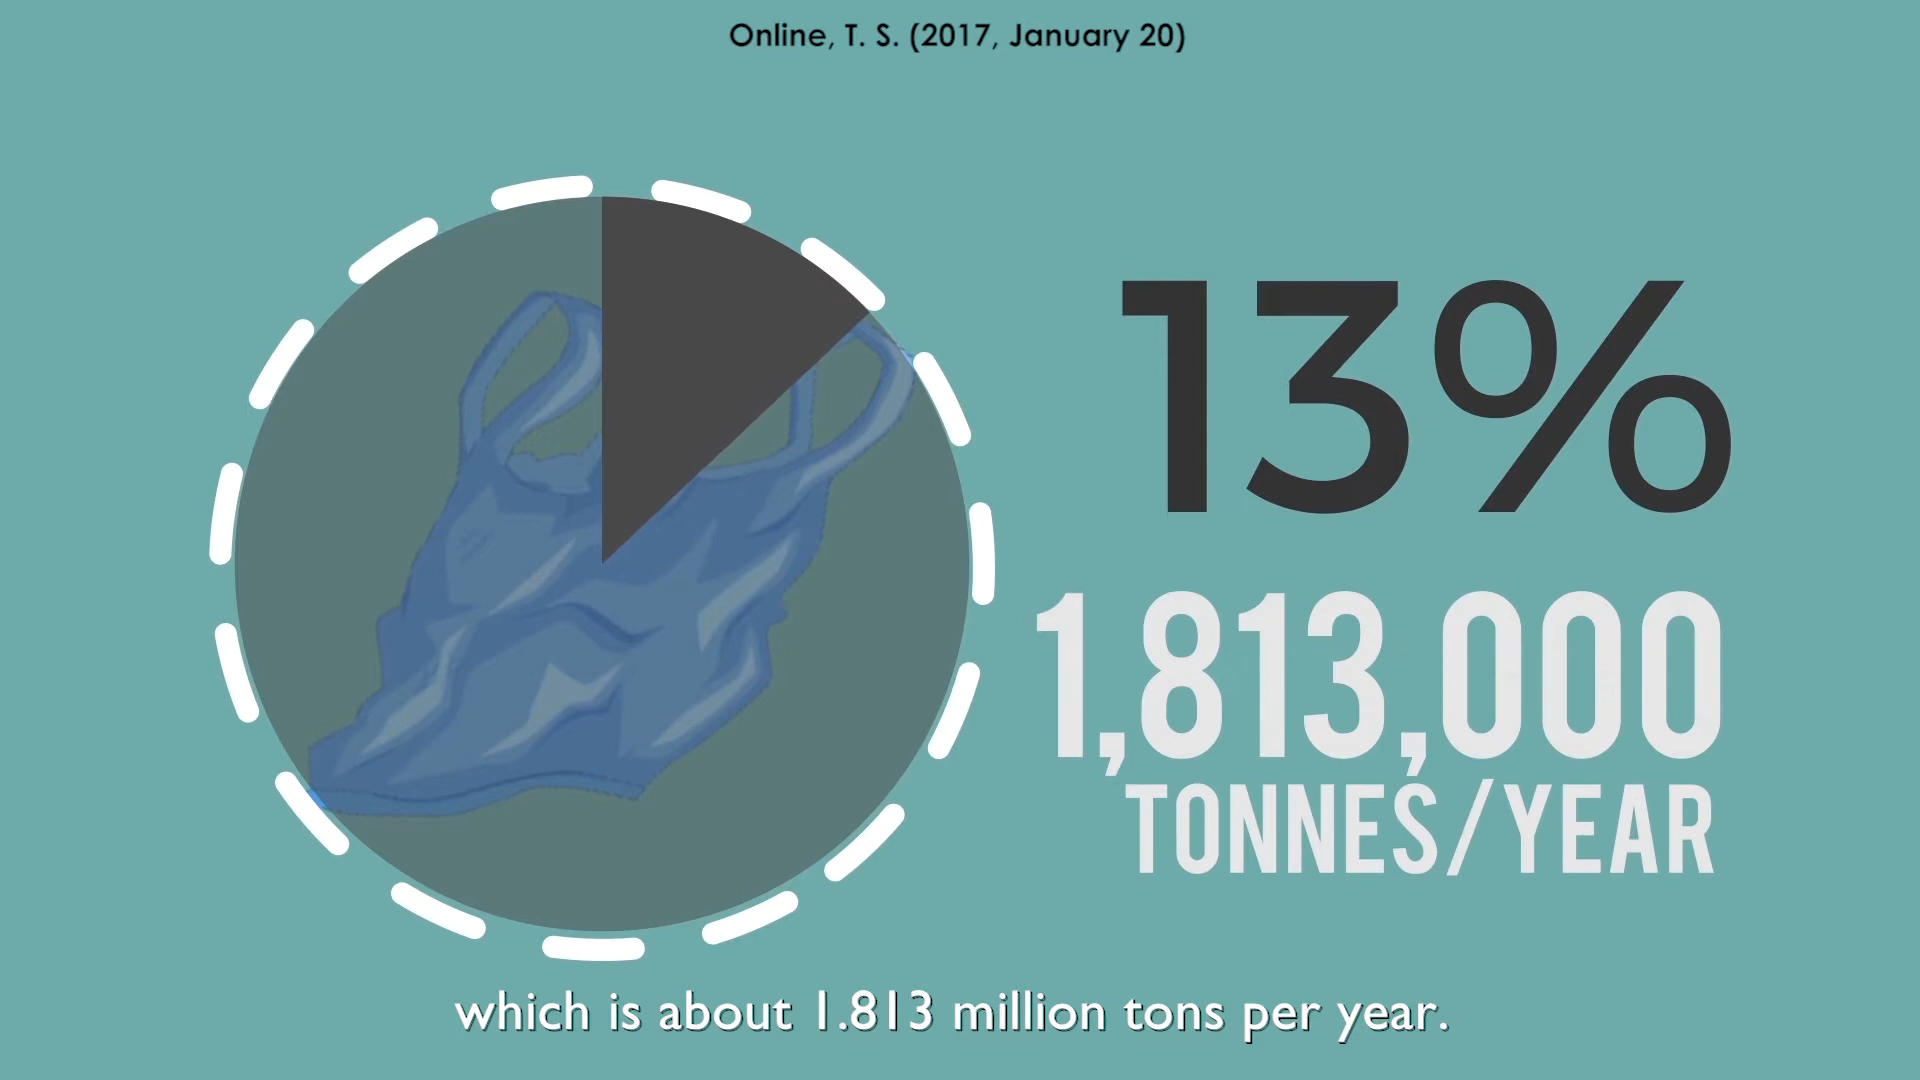 Online, T. S. (2017, January 20)
13%
1,813,000
TONNES/YEAR
which is about 1.813 million tons per year.